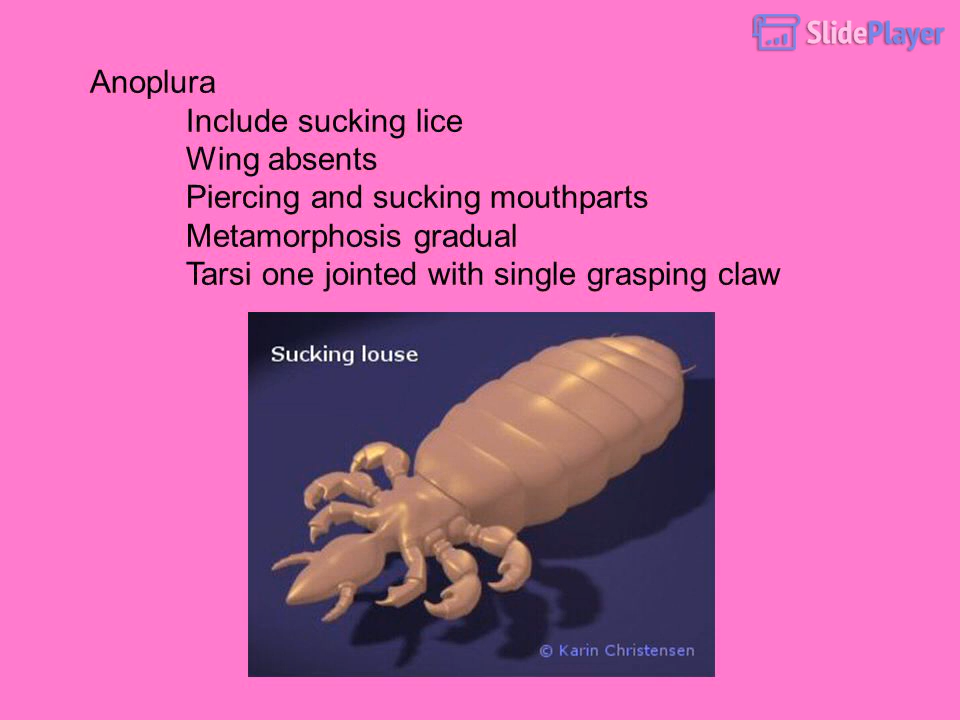 SlidePlayer
Anoplura
Include sucking lice
Wing absents
Piercing and sucking mouthparts
Metamorphosis gradual
Tarsi one jointed with single grasping claw
Sucking louse
© Karin Christensen